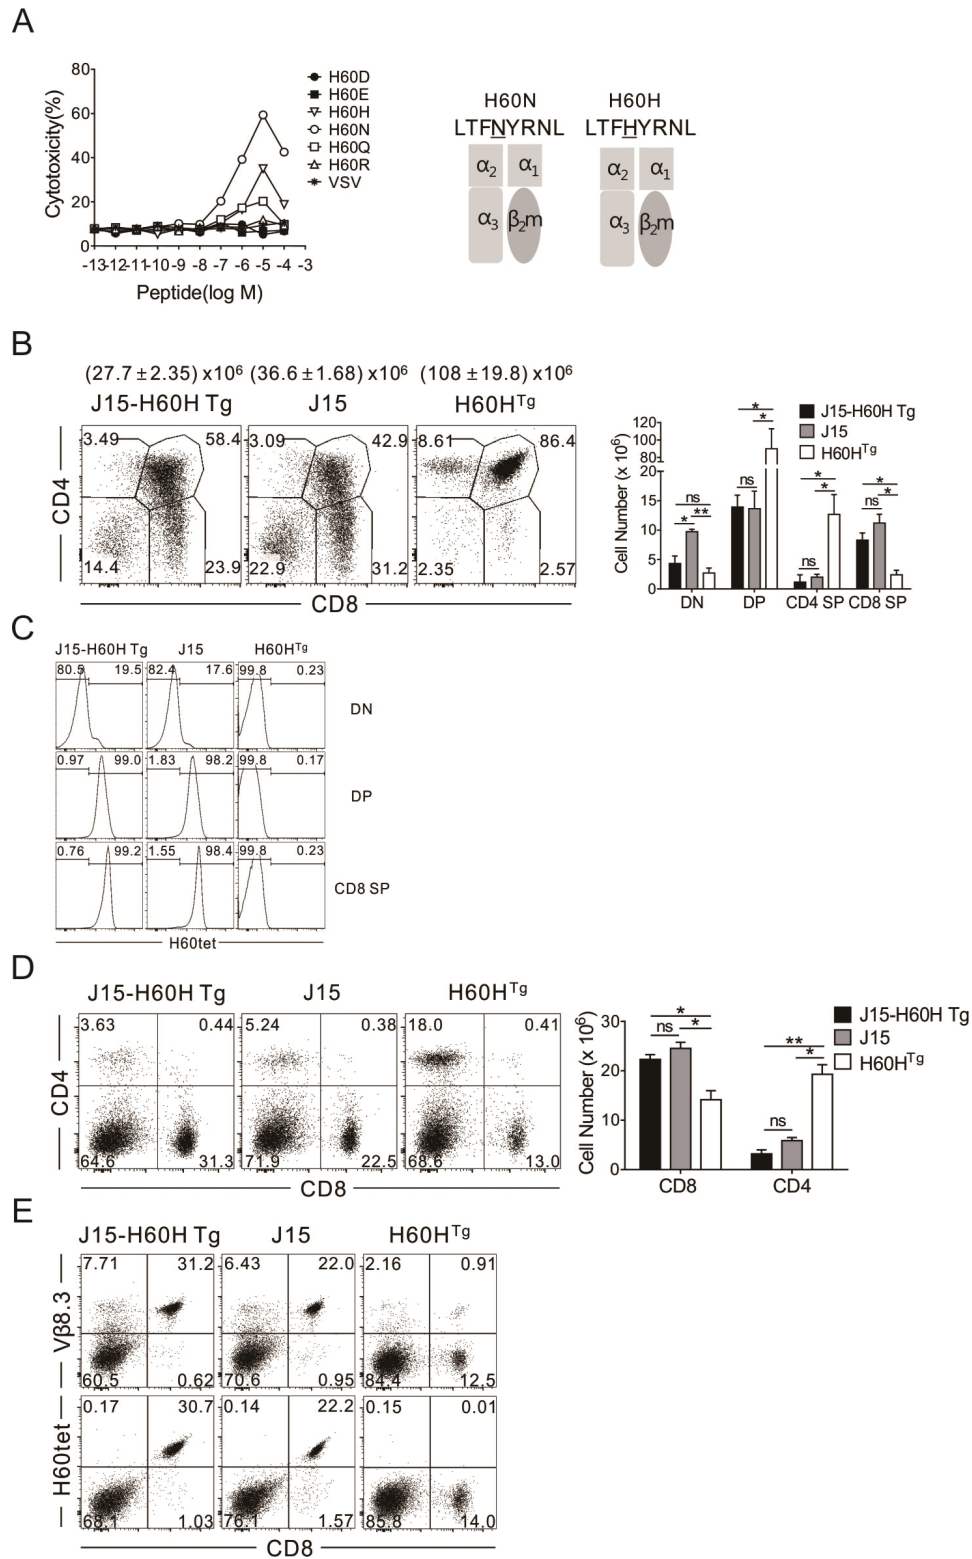 A
80
60
40
20
0
Cytotoxicity(%)
-13-12-11-10 -9 -8 -7 -6 -5 -4 -3
Peptide(log M)
H60D
H60E
H60H
H60N
H60Q
H60R
VSV
H60N
LTFNYRNL
α2 α1
α3 β2m
H60H
LTFHYRNL
α2 α1
α3 β2m
B
(27.7 ± 2.35) x10⁶ (36.6 ± 1.68) x10⁶ (108 ± 19.8) x10⁶
J15-H60H Tg J15 H60HTg
3.49 58.4 3.09 42.9 8.61 86.4
14.4 23.9 22.9 31.2 2.35 2.57
CD4
CD8
Cell Number (x 10⁶)
120
100
80
20
15
10
5
0
ns
* **
*
*
ns
*
*
ns
*
ns *
DN DP CD4 SP CD8 SP
J15-H60H Tg
J15
H60HTg
C
J15-H60H Tg J15 H60HTg
80.5 19.5 82.4 17.6 99.8 0.23
DN
0.97 99.0 1.83 98.2 99.8 0.17
DP
0.76 99.2 1.55 98.4 99.8 0.23
CD8 SP
H60tet
D
J15-H60H Tg J15 H60HTg
3.63 0.44 5.24 0.38 18.0 0.41
64.6 31.3 71.9 22.5 68.6 13.0
CD4
CD8
Cell Number (x 10⁶)
30
20
10
0
*
ns *
**
*
ns
CD8 CD4
J15-H60H Tg
J15
H60HTg
E
J15-H60H Tg J15 H60HTg
7.71 31.2 6.43 22.0 2.16 0.91
60.5 0.62 70.6 0.95 84.4 12.5
Vβ8.3
0.17 30.7 0.14 22.2 0.15 0.01
68.1 1.03 76.1 1.57 85.8 14.0
H60tet
CD8